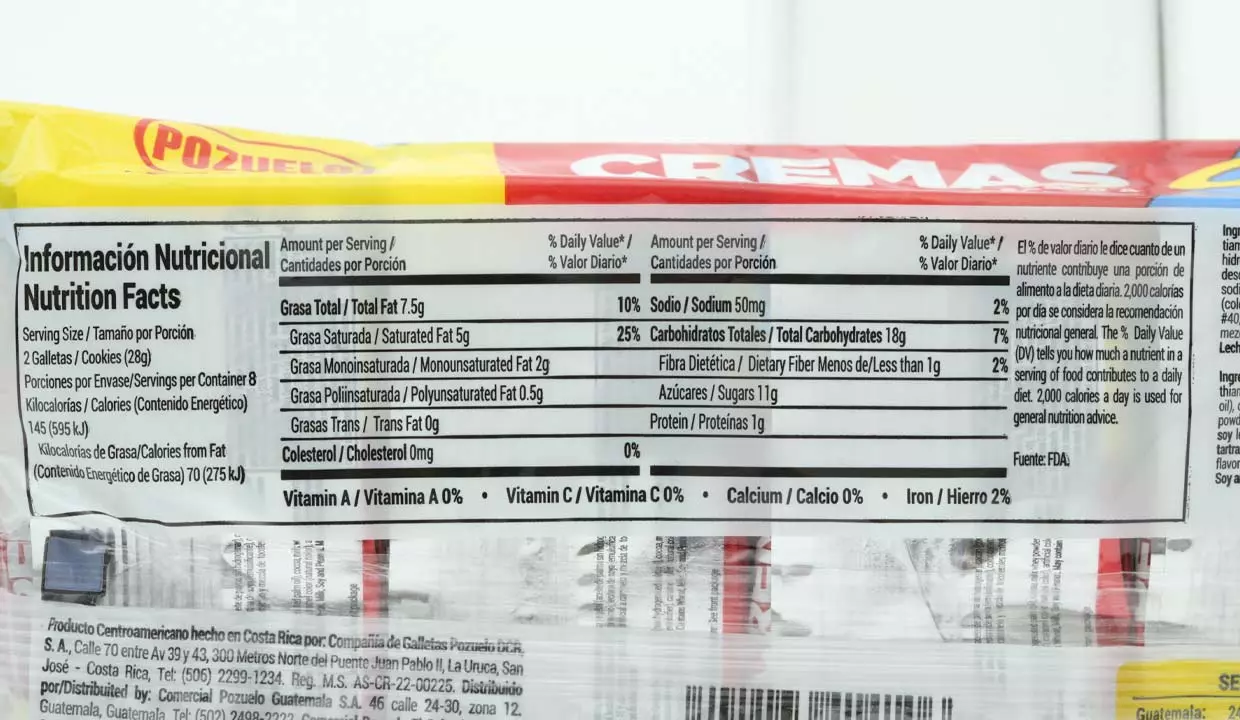 POZUELO
CREMAS
Información Nutricional
Nutrition Facts
Serving Size / Tamaño por Porción
2 Galletas / Cookies (28g)
Porciones por Envase/Servings per Container 8
Kilocalorías / Calories (Contenido Energético)
145 (595 kJ)
Kilocalorías de Grasa/Calories from Fat
(Contenido Energético de Grasa) 70 (275 kJ)
Amount per Serving /
Cantidades por Porción
% Daily Value* /
% Valor Diario*
Grasa Total / Total Fat 7.5g 10%
Grasa Saturada / Saturated Fat 5g 25%
Grasa Monoinsaturada / Monounsaturated Fat 2g
Grasa Poliinsaturada / Polyunsaturated Fat 0.5g
Grasas Trans / Trans Fat 0g
Colesterol / Cholesterol 0mg 0%
Amount per Serving /
Cantidades por Porción
% Daily Value* /
% Valor Diario*
Sodio / Sodium 50mg 2%
Carbohidratos Totales / Total Carbohydrates 18g 7%
Fibra Dietética / Dietary Fiber Menos de/Less than 1g 2%
Azúcares / Sugars 11g
Protein / Proteínas 1g
Vitamin A / Vitamina A 0% • Vitamin C / Vitamina C 0% • Calcium / Calcio 0% • Iron / Hierro 2%
El % de valor diario le dice cuanto de un
nutriente contribuye una porción de
alimento a la dieta diaria. 2,000 calorías
por día se considera la recomendación
nutricional general. The % Daily Value
(DV) tells you how much a nutrient in a
serving of food contributes to a daily
diet. 2,000 calories a day is used for
general nutrition advice.
Fuente: FDA.
Producto Centroamericano hecho en Costa Rica por: Compañía de Galletas Pozuelo DCR,
S. A., Calle 70 entre Av 39 y 43, 300 Metros Norte del Puente Juan Pablo II, La Uruca, San
José - Costa Rica, Tel: (506) 2299-1234. Reg. M.S. AS-CR-22-00225. Distribuido
por/Distribuited by: Comercial Pozuelo Guatemala S.A. 46 calle 24-30, zona 12.
Guatemala, Guatemala. Tel: (502) 2498-2222
Guatemala: